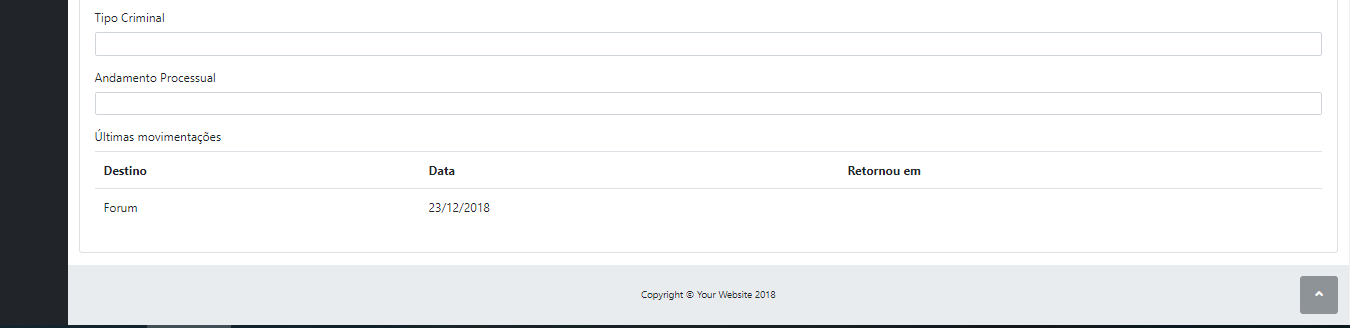 Tipo Criminal
Andamento Processual
Últimas movimentações
Destino Data Retornou em
Forum 23/12/2018
Copyright © Your Website 2018